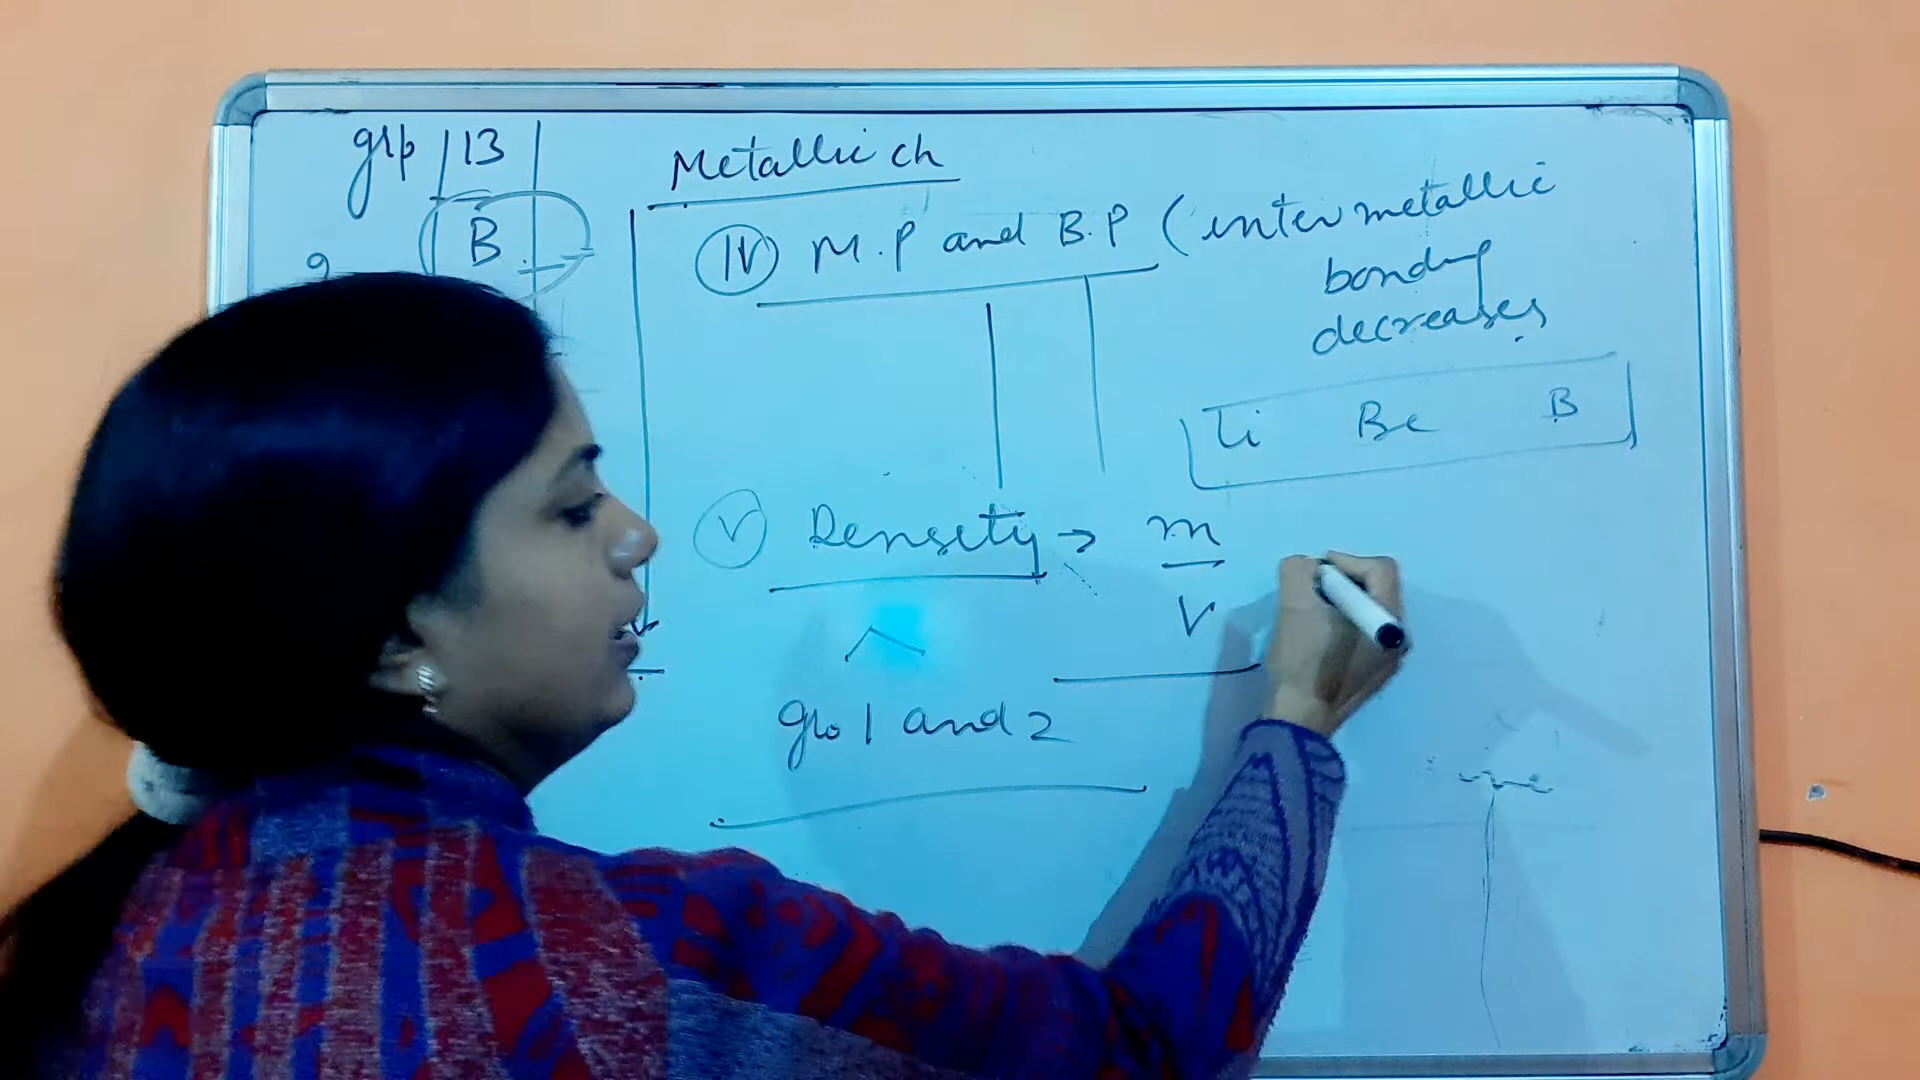 grp 13
B
Metallic ch
IV M.P and B.P (inter metallic
bonding
decreases
Li Be B
V Density → m
V
gro 1 and 2